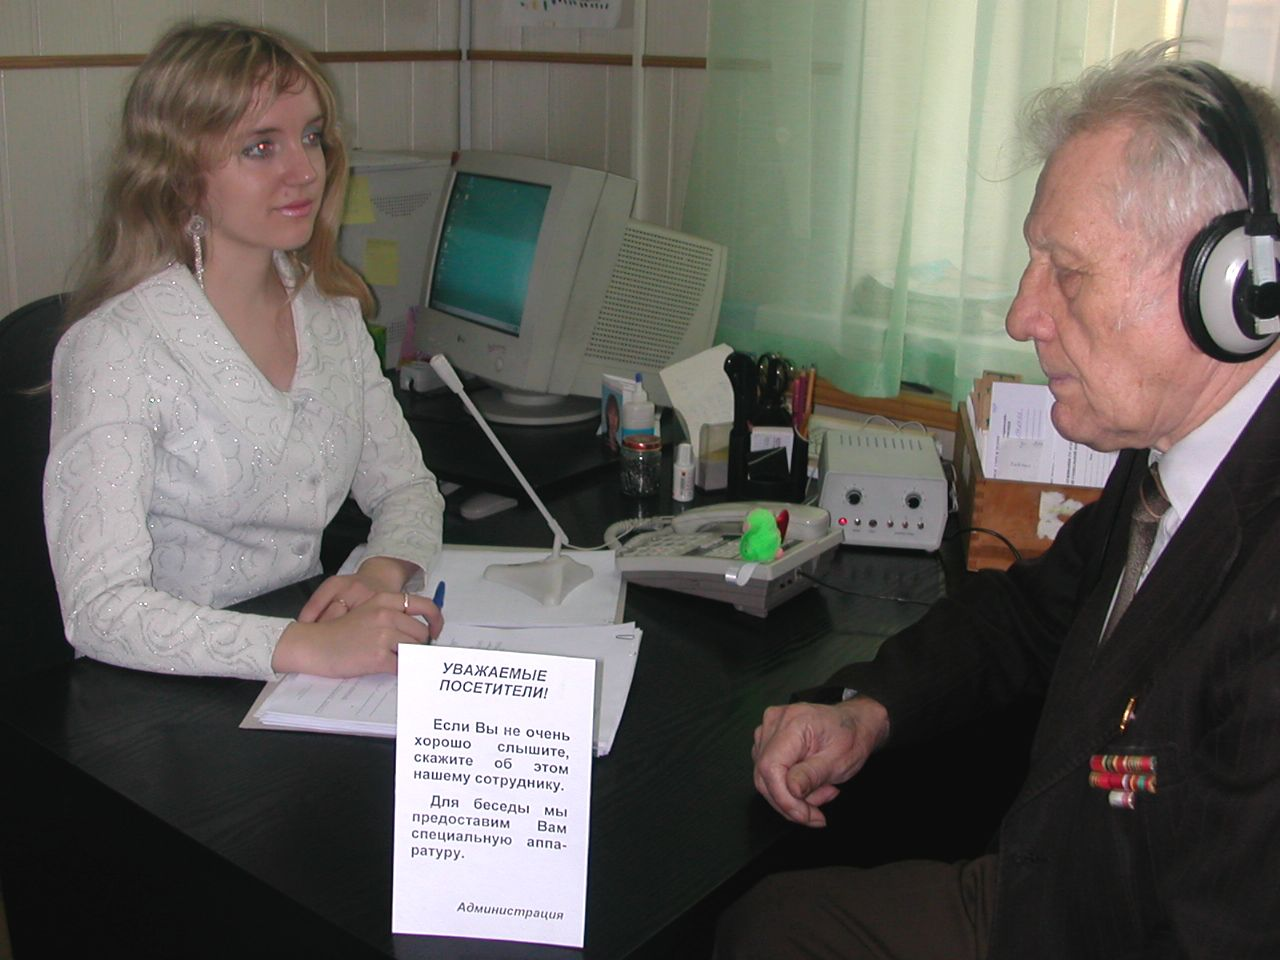 УВАЖАЕМЫЕ
ПОСЕТИТЕЛИ!
Если Вы не очень
хорошо слышите,
скажите об этом
нашему сотруднику.
Для беседы мы
предоставим Вам
специальную аппа-
ратуру.
Администрация